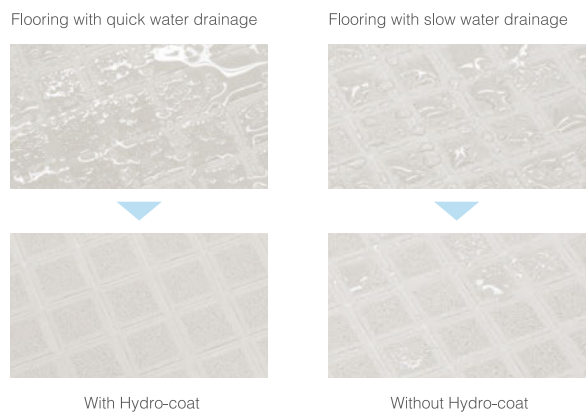 Flooring with quick water drainage
Flooring with slow water drainage
With Hydro-coat
Without Hydro-coat